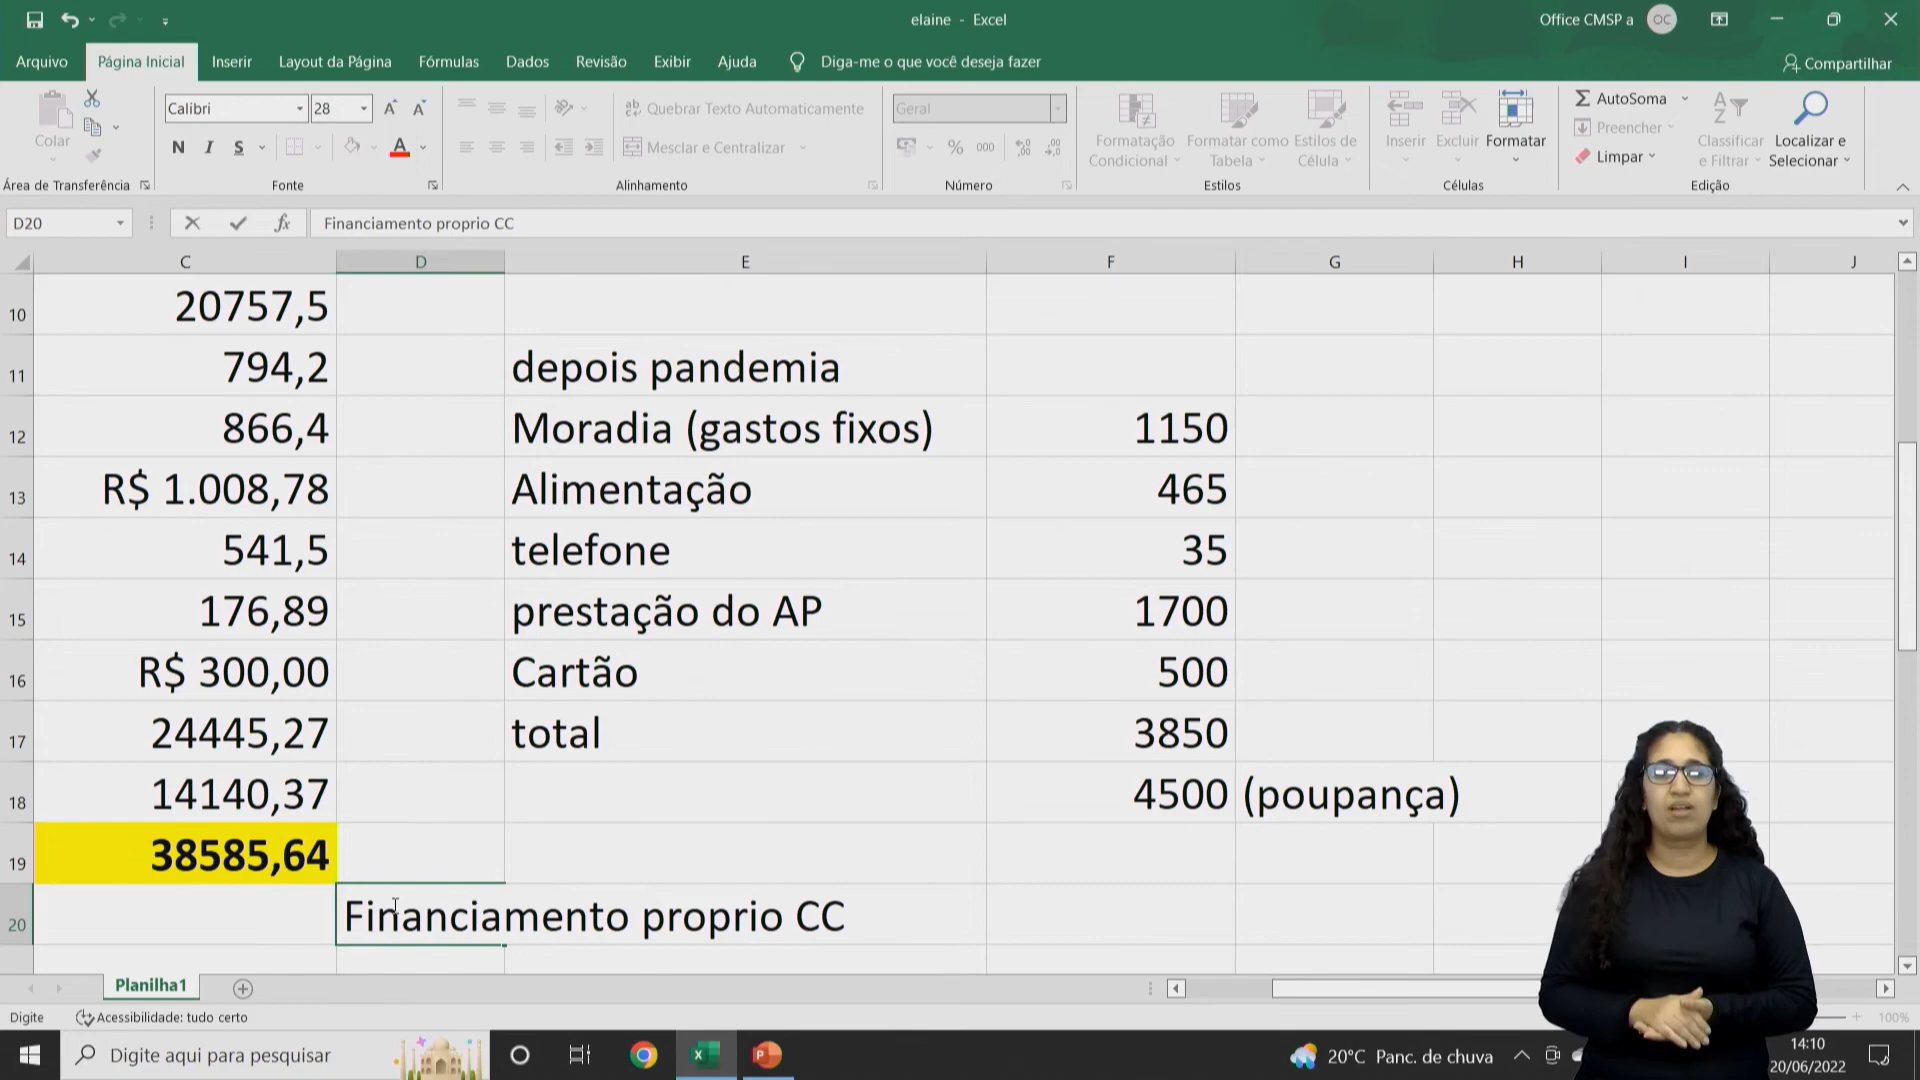 elaine - Excel
Office CMSP a
OC
Arquivo
Página Inicial
Inserir
Layout da Página
Fórmulas
Dados
Revisão
Exibir
Ajuda
Diga-me o que você deseja fazer
Compartilhar
Colar
Área de Transferência
Calibri
28
N I S
Fonte
Quebrar Texto Automaticamente
Mesclar e Centralizar
Alinhamento
Geral
% 000
Número
Formatação Condicional
Formatar como Tabela
Estilos de Célula
Estilos
Inserir
Excluir
Formatar
Células
AutoSoma
Preencher
Limpar
Classificar e Filtrar
Localizar e Selecionar
Edição
D20
fx
Financiamento proprio CC
C D E F G H I J
10 20757,5
11 794,2 depois pandemia
12 866,4 Moradia (gastos fixos) 1150
13 R$ 1.008,78 Alimentação 465
14 541,5 telefone 35
15 176,89 prestação do AP 1700
16 R$ 300,00 Cartão 500
17 24445,27 total 3850
18 14140,37 4500 (poupança)
19 38585,64
20 Financiamento proprio CC
Planilha1
Digite
Acessibilidade: tudo certo
100%
Digite aqui para pesquisar
20°C Panc. de chuva
14:10
20/06/2022